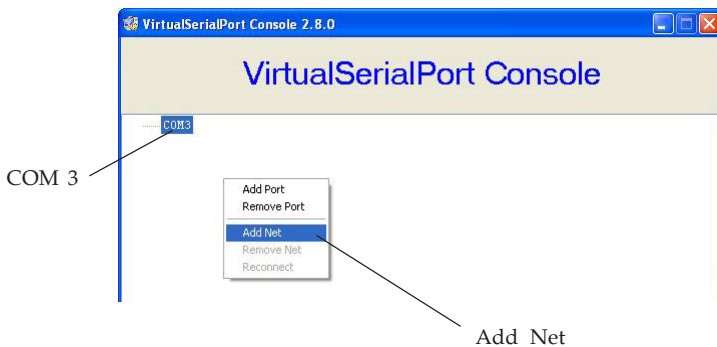 VirtualSerialPort Console 2.8.0
VirtualSerialPort Console
COM3
COM 3
Add Port
Remove Port
Add Net
Remove Net
Reconnect
Add Net